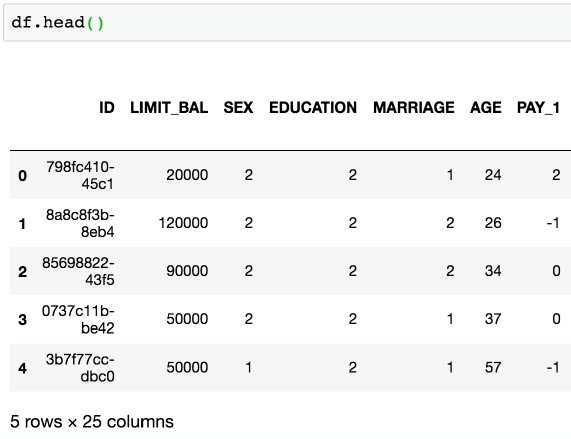 df.head()
ID LIMIT_BAL SEX EDUCATION MARRIAGE AGE PAY_1
0 798fc410-45c1 20000 2 2 1 24 2
1 8a8c8f3b-8eb4 120000 2 2 2 26 -1
2 85698822-43f5 90000 2 2 2 34 0
3 0737c11b-be42 50000 2 2 1 37 0
4 3b7f77cc-dbc0 50000 1 2 1 57 -1
5 rows × 25 columns